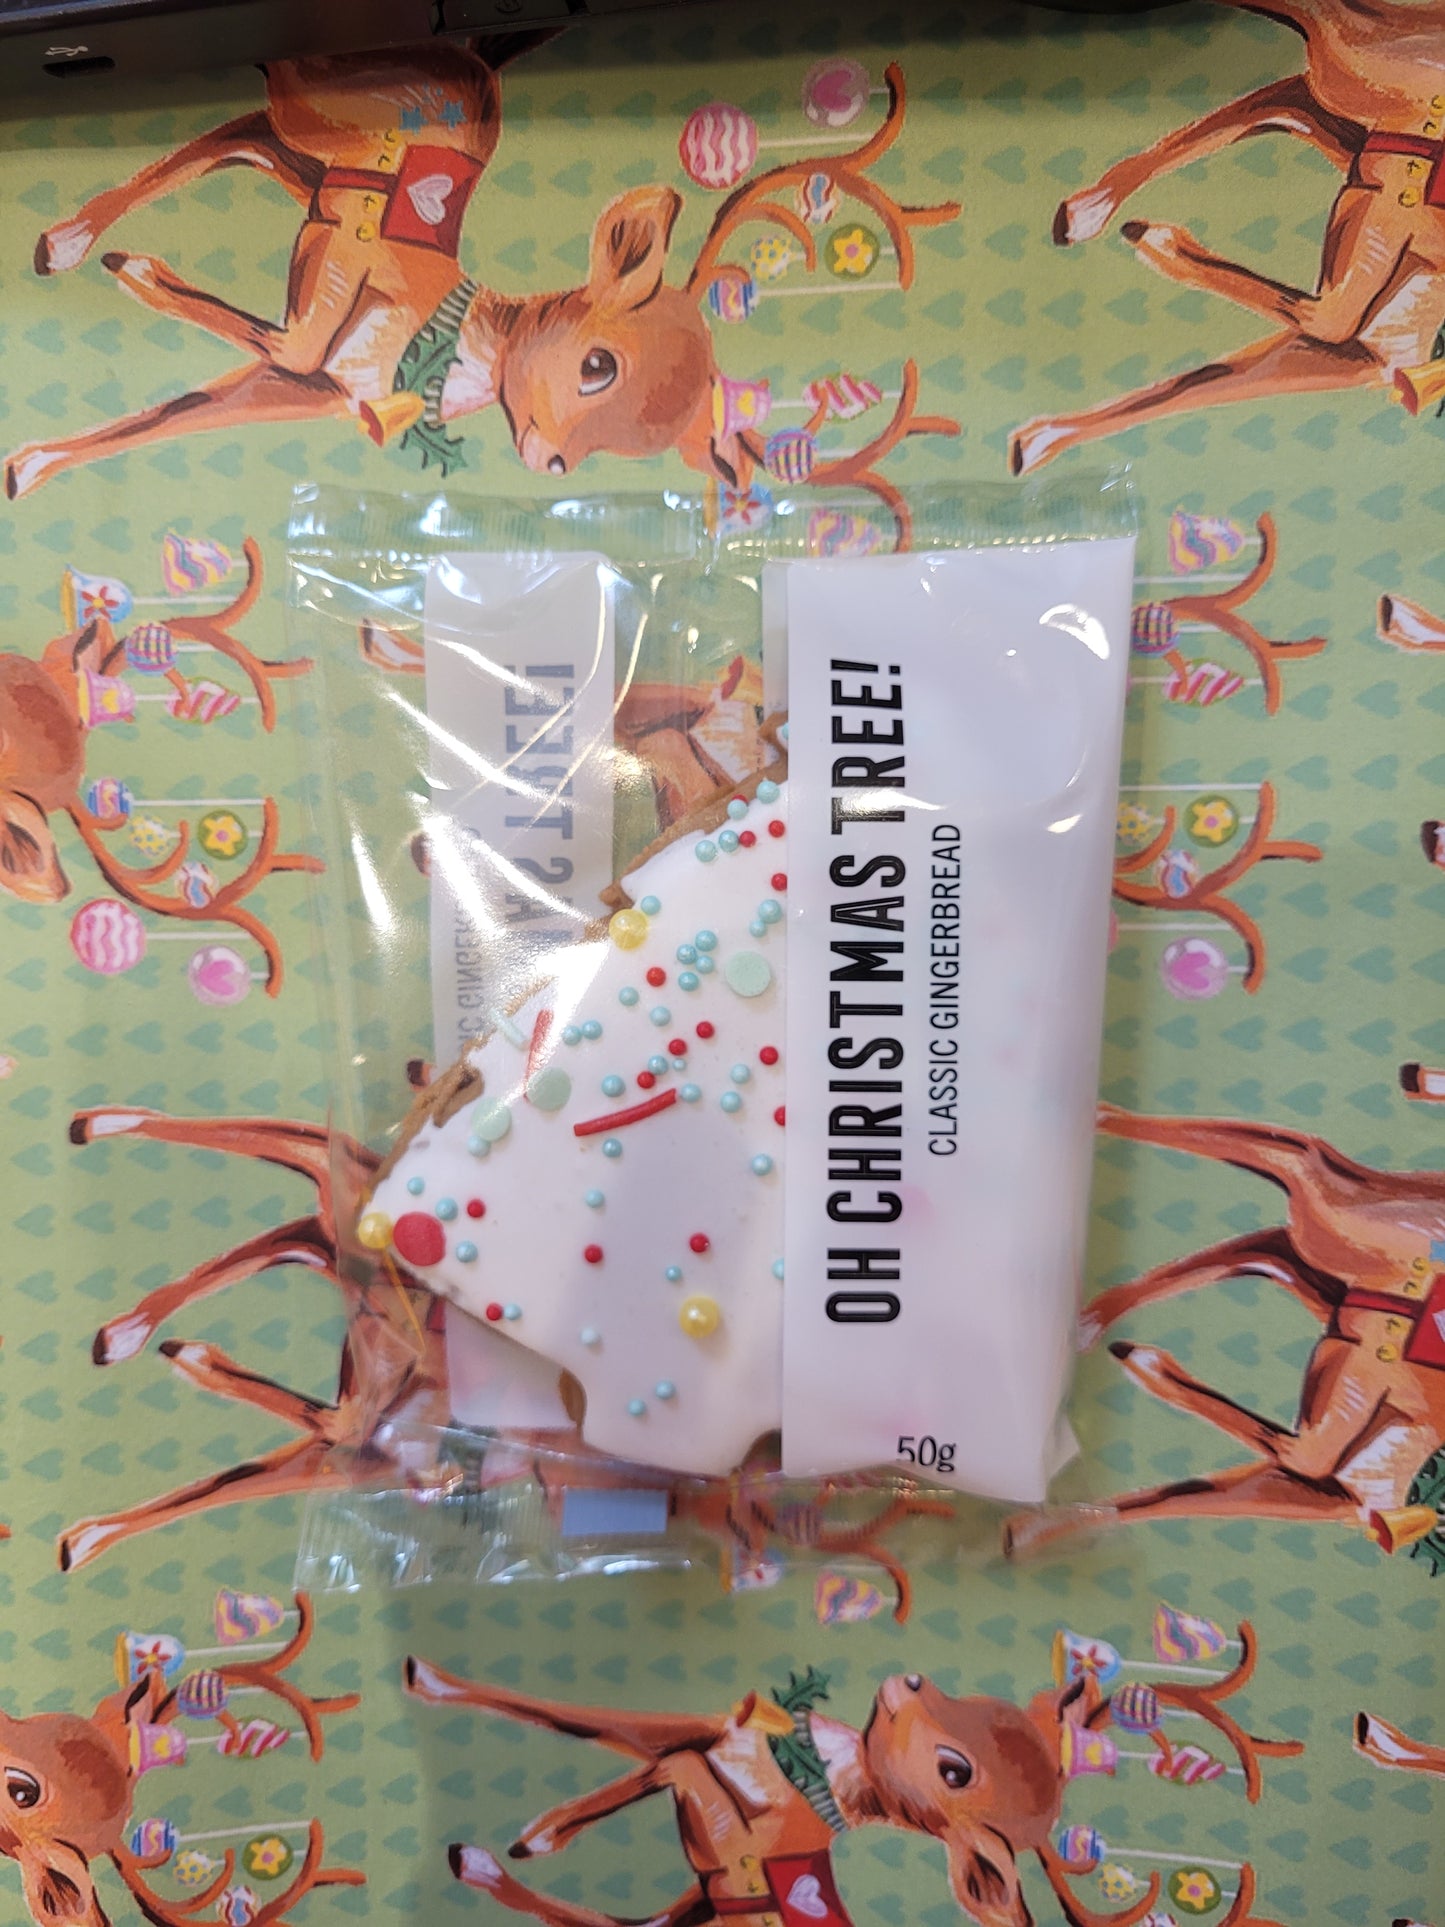 OH CHRISTMAS TREE!
CLASSIC GINGERBREAD
50g